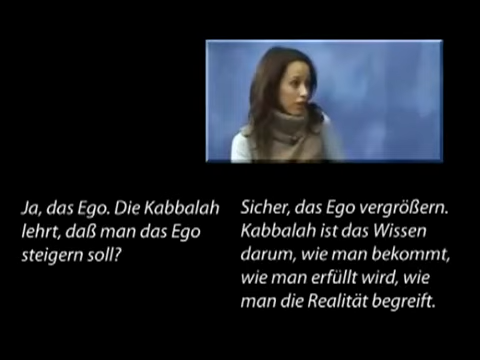 Ja, das Ego. Die Kabbalah
lehrt, daß man das Ego
steigern soll?
Sicher, das Ego vergrößern.
Kabbalah ist das Wissen
darum, wie man bekommt,
wie man erfüllt wird, wie
man die Realität begreift.